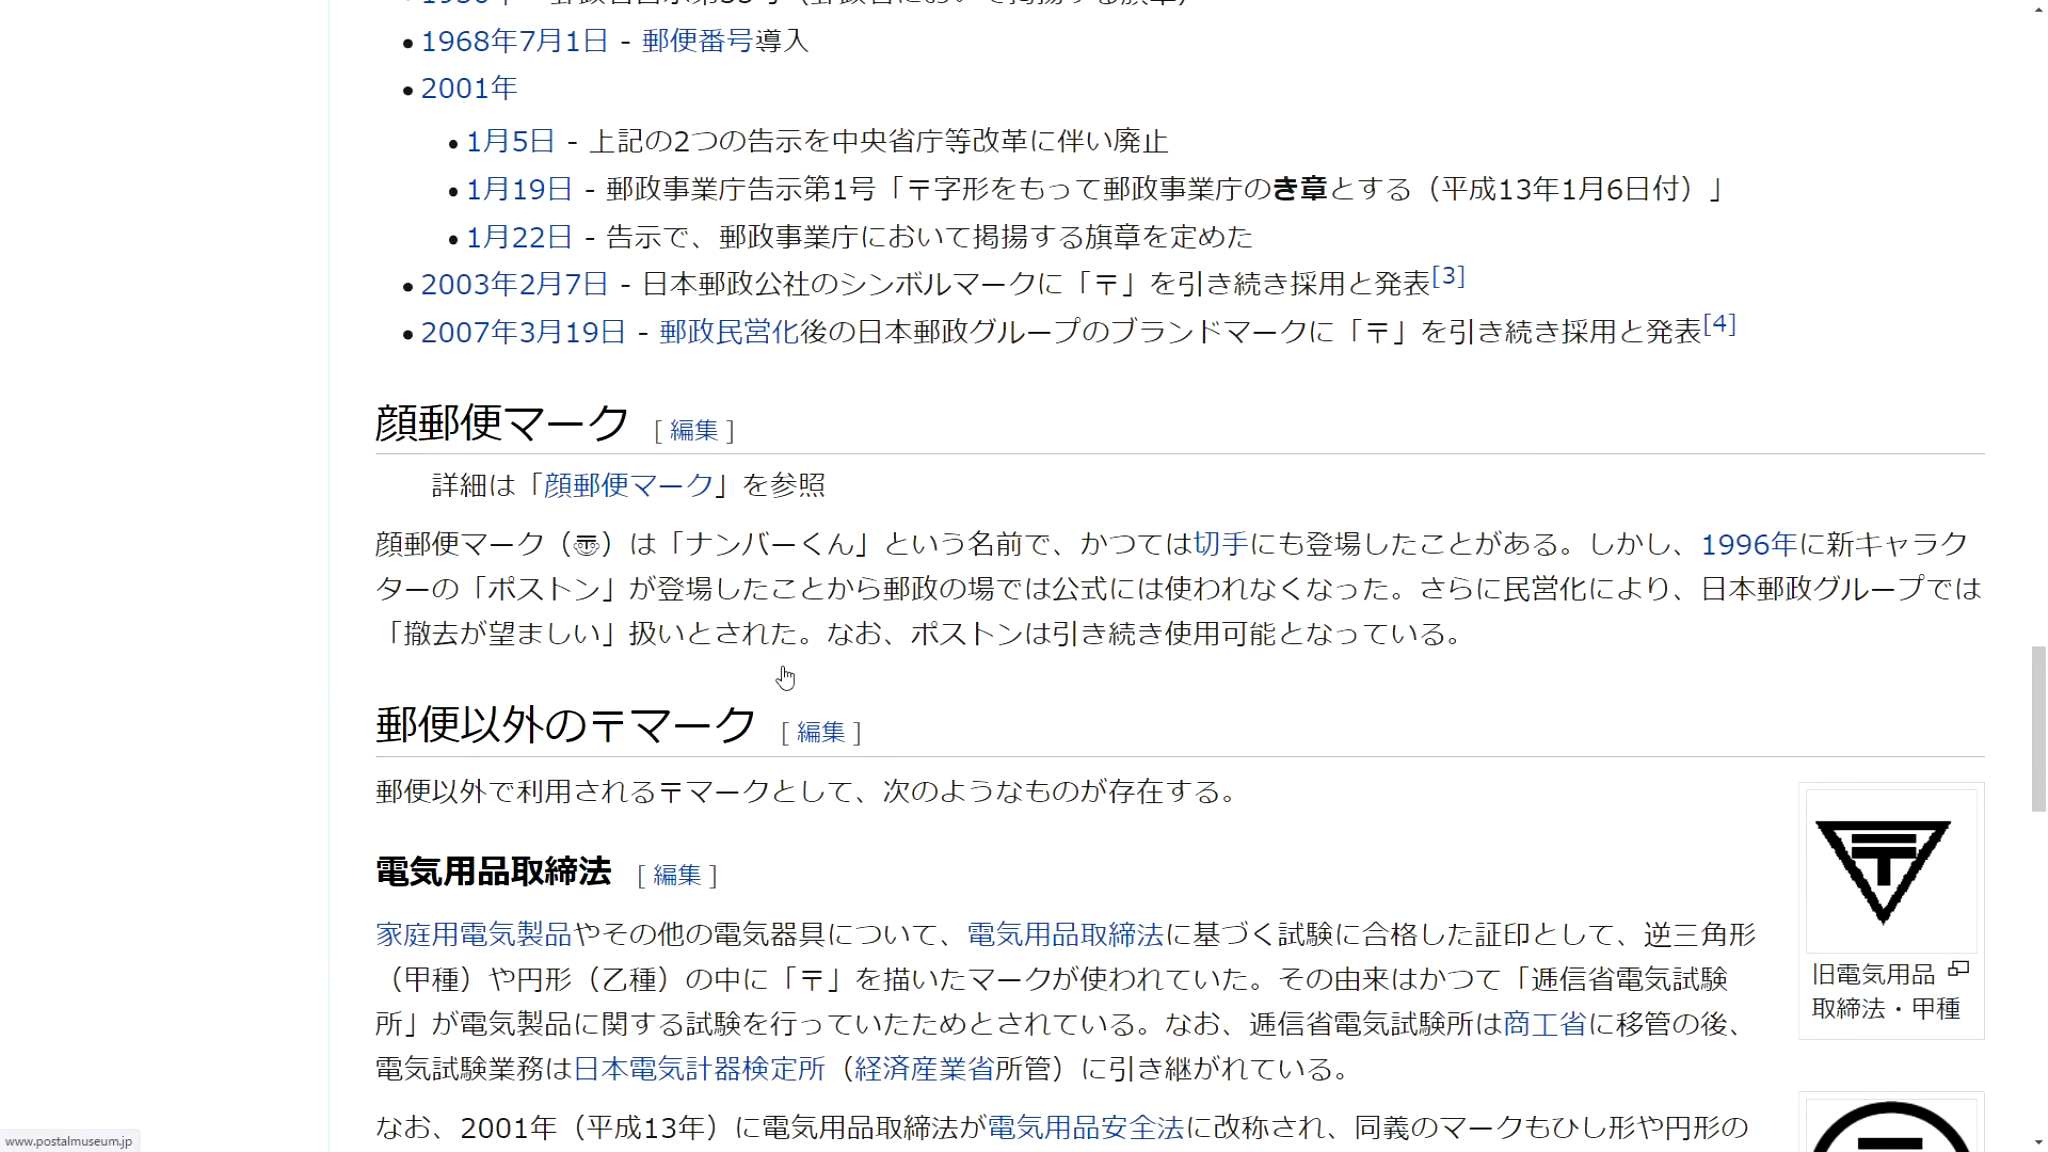 1968年7月1日 - 郵便番号導入
2001年
1月5日 - 上記の2つの告示を中央省庁等改革に伴い廃止
1月19日 - 郵政事業庁告示第1号「〒字形をもって郵政事業庁のき章とする（平成13年1月6日付）」
1月22日 - 告示で、郵政事業庁において掲揚する旗章を定めた
2003年2月7日 - 日本郵政公社のシンボルマークに「〒」を引き続き採用と発表[3]
2007年3月19日 - 郵政民営化後の日本郵政グループのブランドマークに「〒」を引き続き採用と発表[4]
顔郵便マーク [ 編集 ]
詳細は「顔郵便マーク」を参照
顔郵便マーク（〠）は「ナンバーくん」という名前で、かつては切手にも登場したことがある。しかし、1996年に新キャラク
ターの「ポストン」が登場したことから郵政の場では公式には使われなくなった。さらに民営化により、日本郵政グループでは
「撤去が望ましい」扱いとされた。なお、ポストンは引き続き使用可能となっている。
郵便以外の〒マーク [ 編集 ]
郵便以外で利用される〒マークとして、次のようなものが存在する。
電気用品取締法 [ 編集 ]
家庭用電気製品やその他の電気器具について、電気用品取締法に基づく試験に合格した証印として、逆三角形
（甲種）や円形（乙種）の中に「〒」を描いたマークが使われていた。その由来はかつて「逓信省電気試験
所」が電気製品に関する試験を行っていたためとされている。なお、逓信省電気試験所は商工省に移管の後、
電気試験業務は日本電気計器検定所（経済産業省所管）に引き継がれている。
なお、2001年（平成13年）に電気用品取締法が電気用品安全法に改称され、同義のマークもひし形や円形の
〒
旧電気用品
取締法・甲種
www.postalmuseum.jp